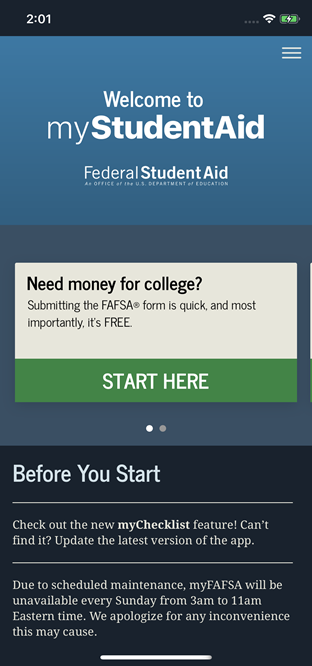 2:01
Welcome to
myStudentAid
Federal Student Aid
An OFFICE of the U.S. DEPARTMENT of EDUCATION
Need money for college?
Submitting the FAFSA® form is quick, and most
importantly, it's FREE.
START HERE
Before You Start
Check out the new myChecklist feature! Can't
find it? Update the latest version of the app.
Due to scheduled maintenance, myFAFSA will be
unavailable every Sunday from 3am to 11am
Eastern time. We apologize for any inconvenience
this may cause.